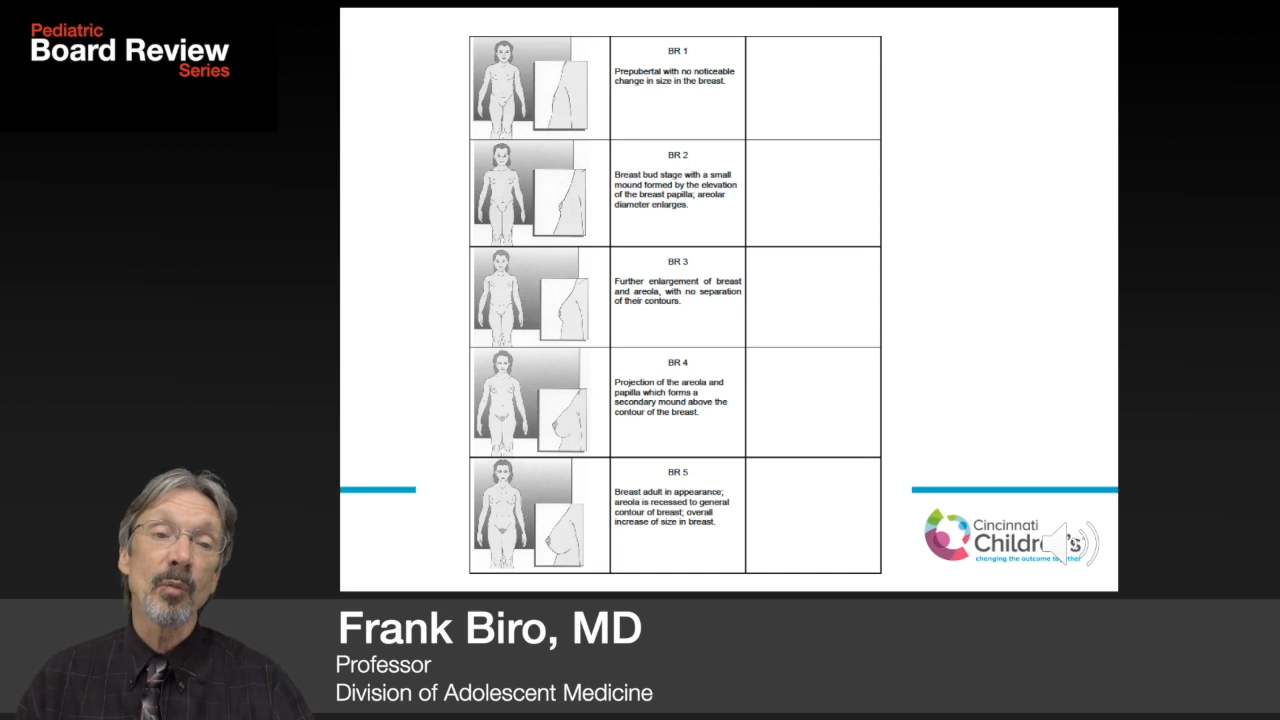 Pediatric
Board Review
Series
BR 1
Prepubertal with no noticeable
change in size in the breast.
BR 2
Breast bud stage with a small
mound formed by the elevation
of the breast papilla; areolar
diameter enlarges.
BR 3
Further enlargement of breast
and areola, with no separation
of their contours.
BR 4
Projection of the areola and
papilla which forms a
secondary mound above the
contour of the breast.
BR 5
Breast adult in appearance;
areola is recessed to general
contour of breast; overall
increase of size in breast.
Cincinnati
changing the outcome
Frank Biro, MD
Professor
Division of Adolescent Medicine